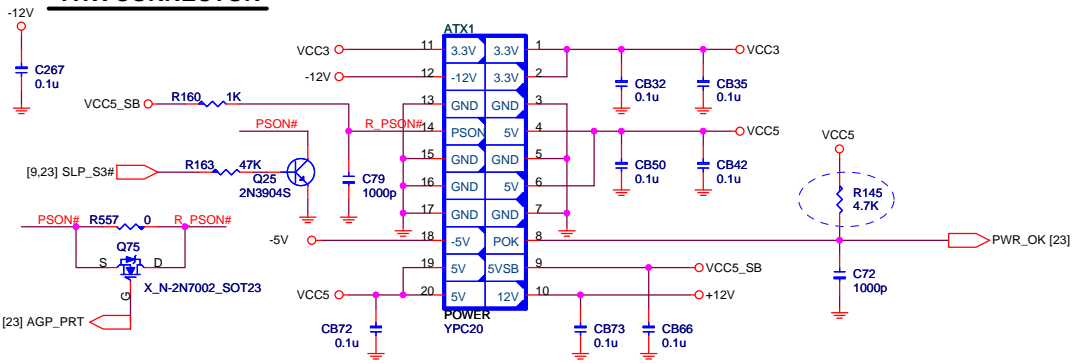 -12V
C267
0.1u
VCC5_SB
R160
1K
PSON#
R_PSON#
[9,23] SLP_S3#
R163
47K
Q25
2N3904S
C79
1000p
PSON#
R557
0
R_PSON#
Q75
S
D
G
X_N-2N7002_SOT23
[23] AGP_PRT
ATX1
VCC3
11
3.3V
3.3V
1
VCC3
-12V
12
-12V
3.3V
2
13
GND
GND
3
14
PSON
5V
4
VCC5
15
GND
GND
5
16
GND
5V
6
17
GND
GND
7
-5V
18
-5V
POK
8
19
5V
5VSB
9
VCC5_SB
VCC5
20
5V
12V
10
+12V
POWER
YPC20
CB32
0.1u
CB35
0.1u
CB50
0.1u
CB42
0.1u
CB72
0.1u
CB73
0.1u
CB66
0.1u
VCC5
R145
4.7K
PWR_OK [23]
C72
1000p